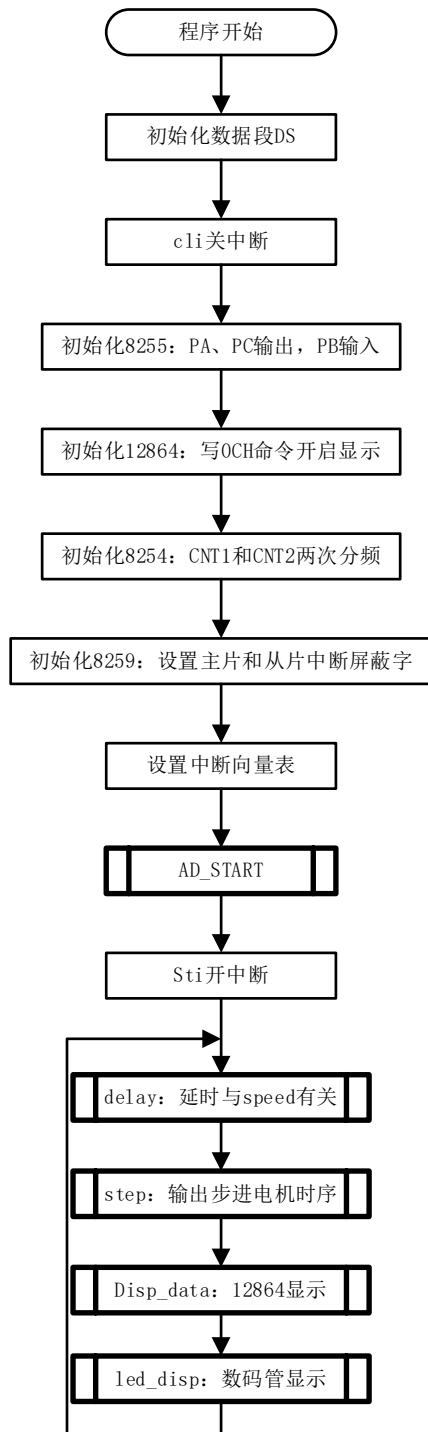 程序开始
初始化数据段DS
cli关中断
初始化8255：PA、PC输出，PB输入
初始化12864：写0CH命令开启显示
初始化8254：CNT1和CNT2两次分频
初始化8259：设置主片和从片中断屏蔽字
设置中断向量表
AD_START
Sti开中断
delay：延时与speed有关
step：输出步进电机时序
Disp_data：12864显示
led_disp：数码管显示